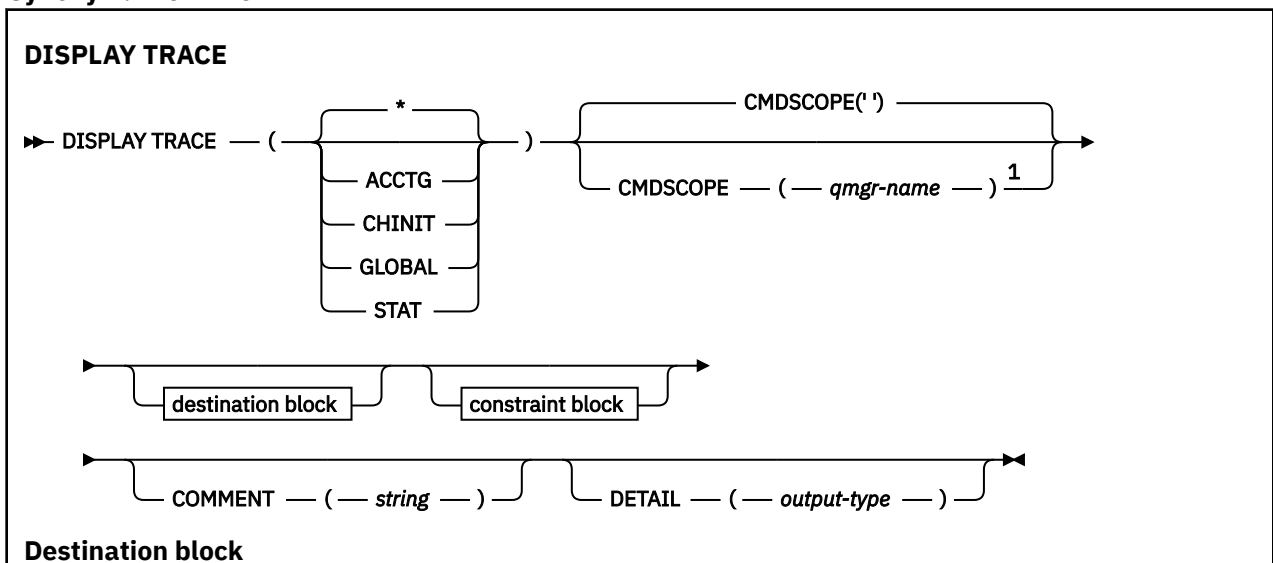 DISPLAY TRACE
*
CMDSCOPE(' ')
DISPLAY TRACE ( )
ACCTG
CMDSCOPE ( qmgr-name ) 1
CHINIT
GLOBAL
STAT
destination block constraint block
COMMENT ( string ) DETAIL ( output-type )
Destination block